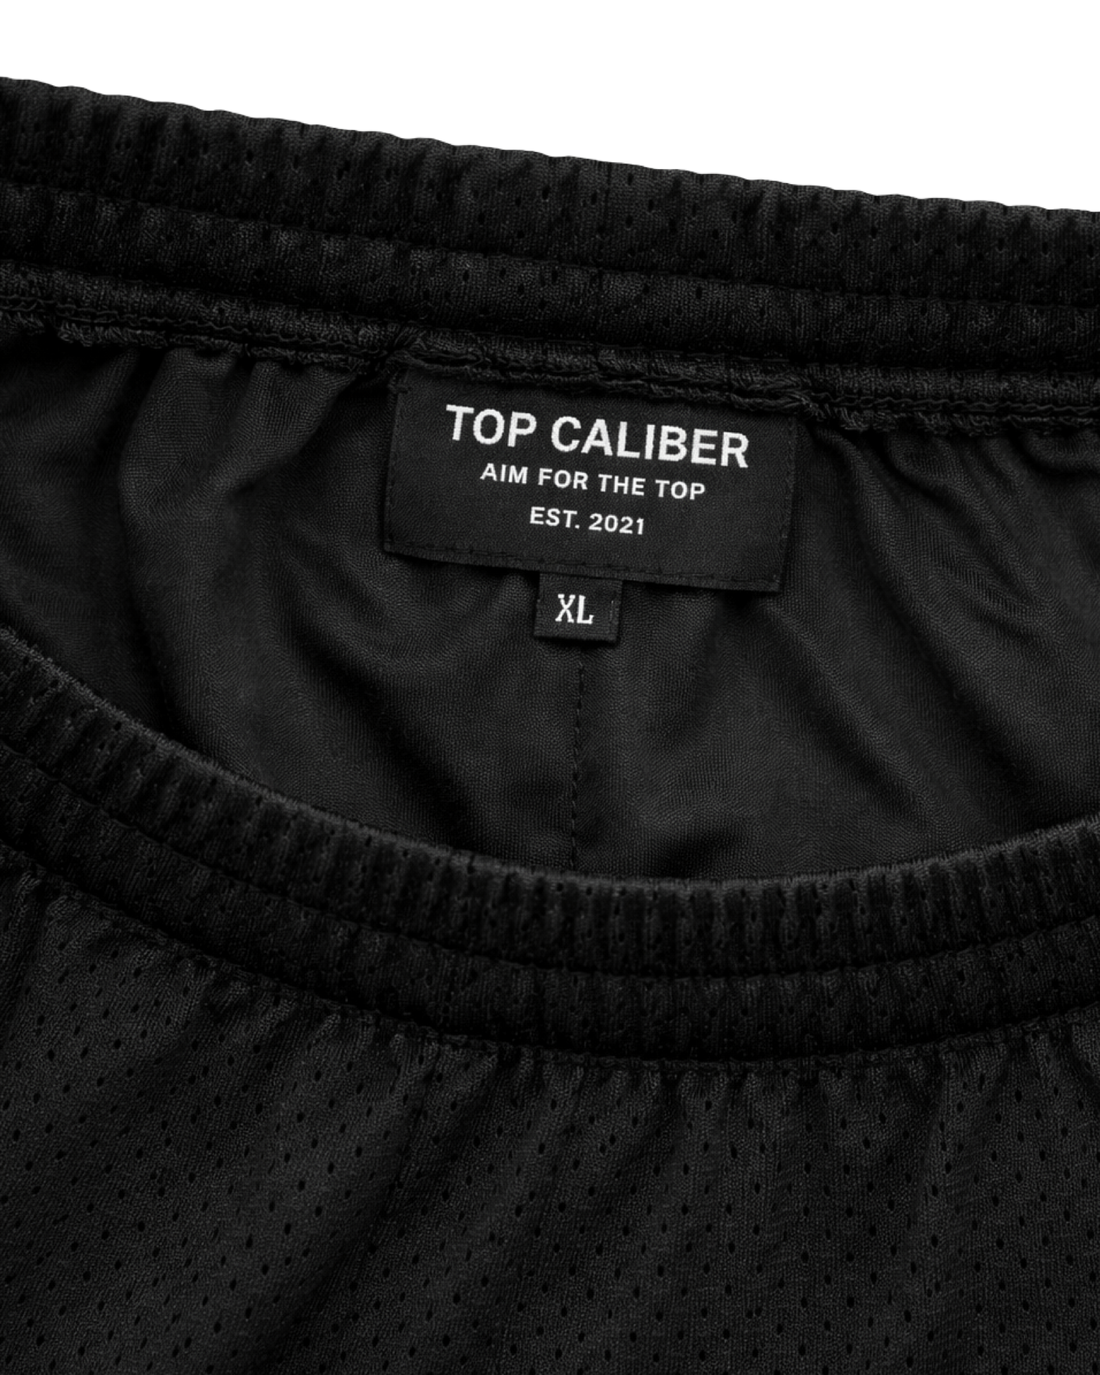 TOP CALIBER
AIM FOR THE TOP
EST. 2021
XL